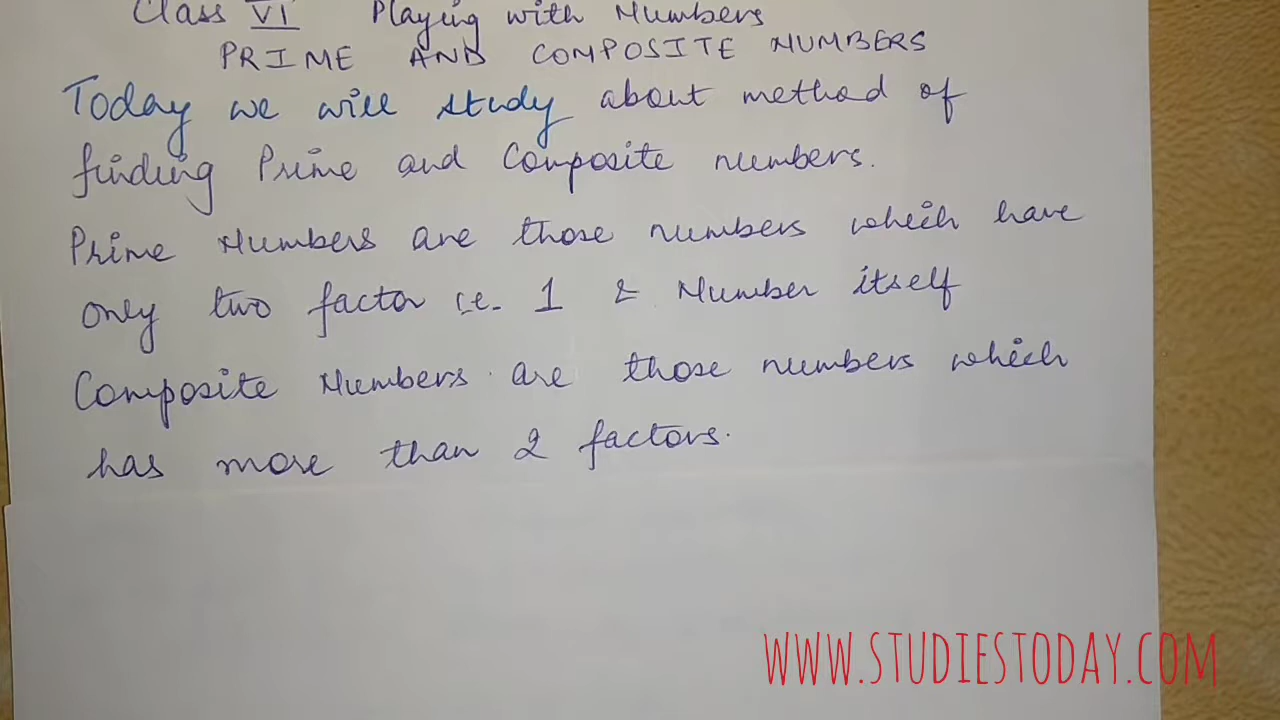 Class VI Playing with Numbers
PRIME AND COMPOSITE NUMBERS
Today we will study about method of
finding Prime and Composite numbers.
Prime Numbers are those numbers which have
only two factor i.e. 1 & Number itself
Composite Numbers are those numbers which
has more than 2 factors.
WWW.STUDIESTODAY.COM